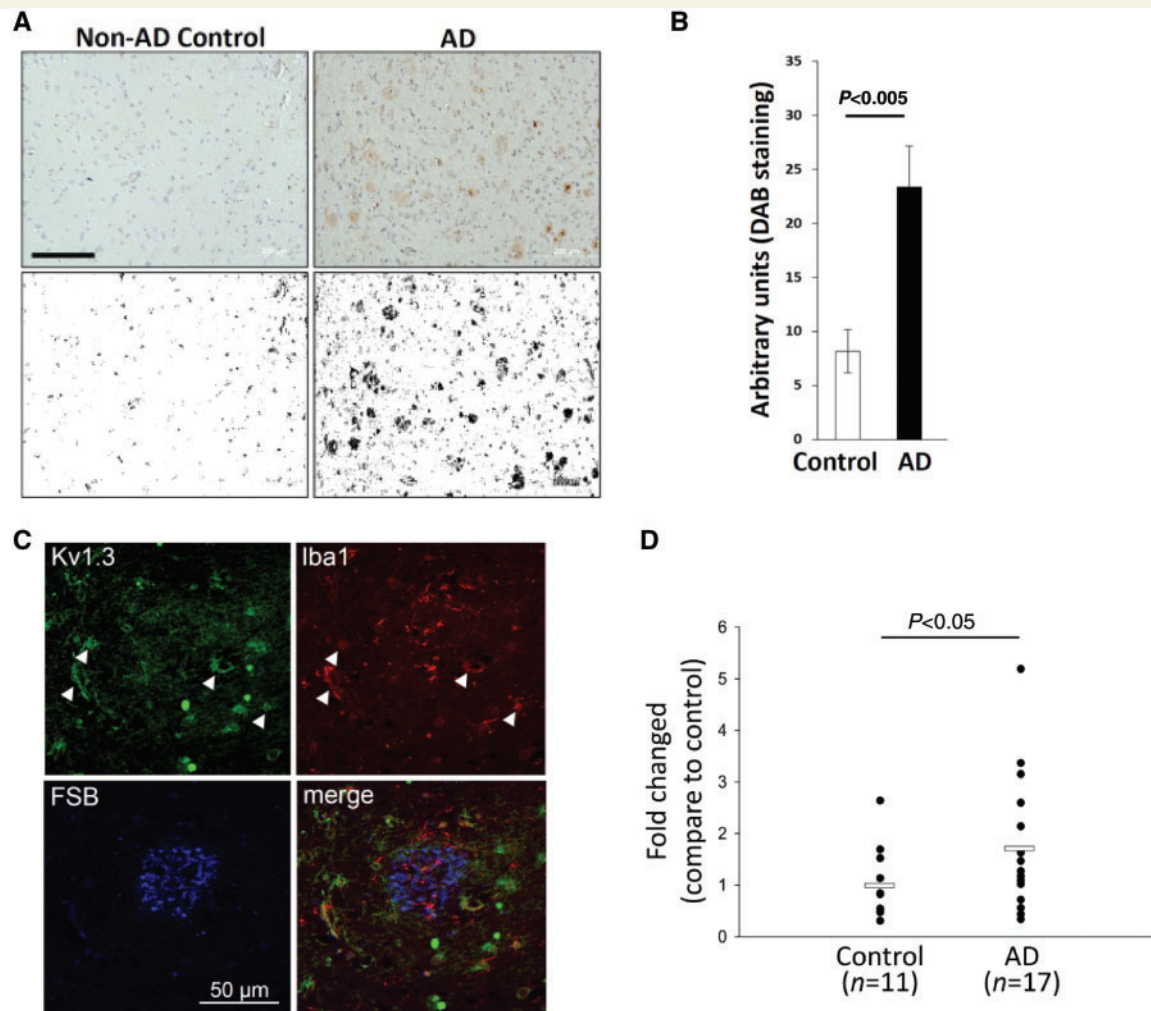 A
Non-AD Control
AD
B
Arbitrary units (DAB staining)
35
30
25
20
15
10
5
0
P<0.005
Control
AD
C
Kv1.3
Iba1
FSB
merge
50 µm
D
Fold changed
(compare to control)
6
5
4
3
2
1
0
P<0.05
Control
(n=11)
AD
(n=17)